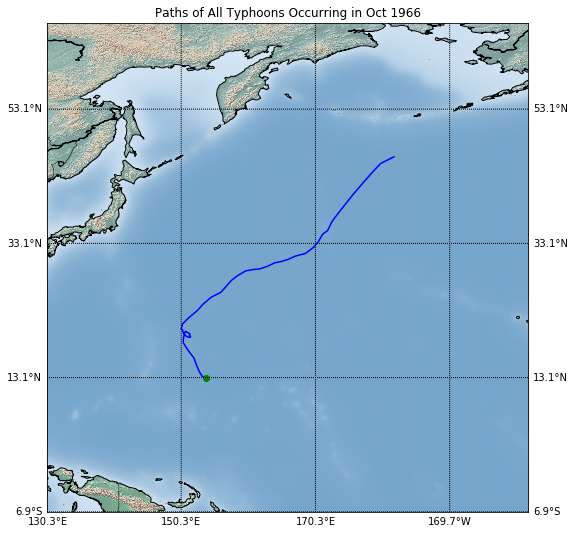 Paths of All Typhoons Occurring in Oct 1966
53.1°N 53.1°N
33.1°N 33.1°N
13.1°N 13.1°N
6.9°S 6.9°S
130.3°E 150.3°E 170.3°E 169.7°W